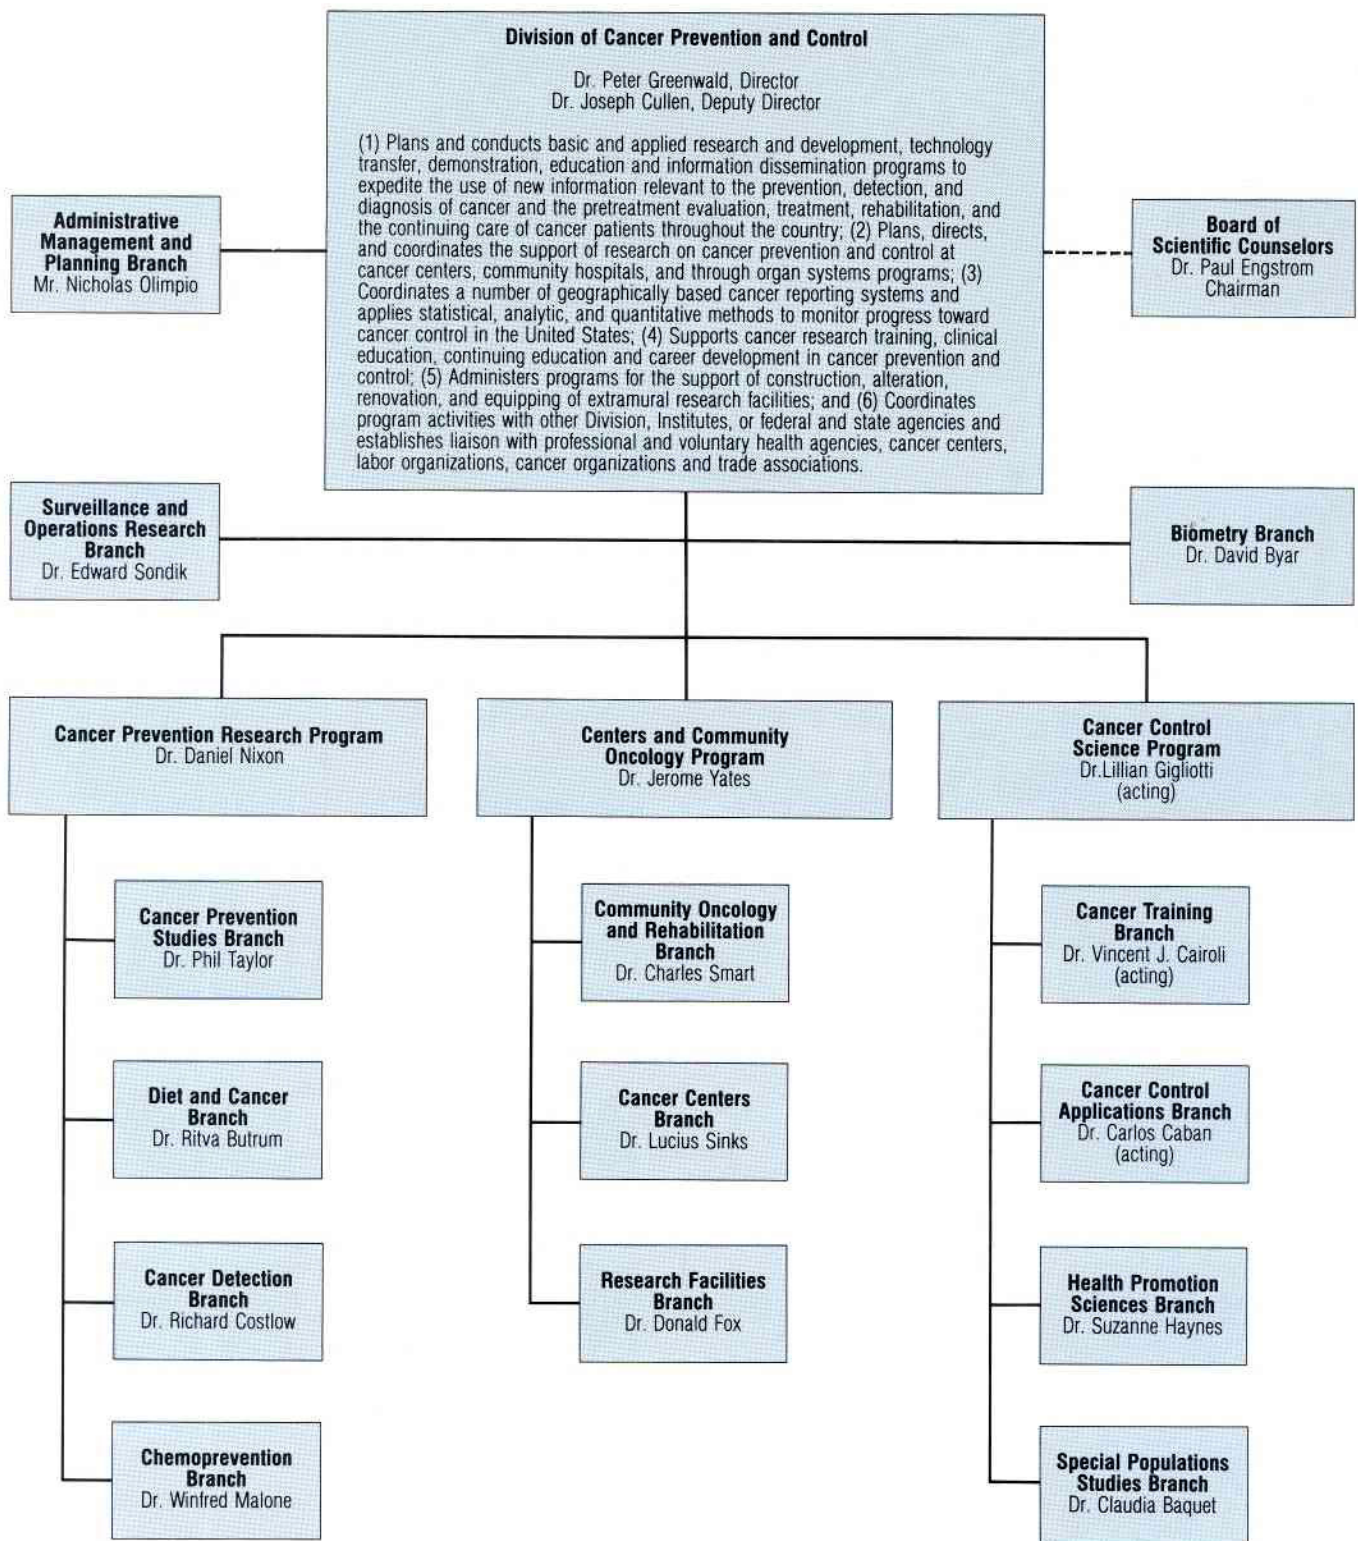 Division of Cancer Prevention and Control
Dr. Peter Greenwald, Director
Dr. Joseph Cullen, Deputy Director
(1) Plans and conducts basic and applied research and development, technology
transfer, demonstration, education and information dissemination programs to
expedite the use of new information relevant to the prevention, detection, and
diagnosis of cancer and the pretreatment evaluation, treatment, rehabilitation, and
the continuing care of cancer patients throughout the country; (2) Plans, directs,
and coordinates the support of research on cancer prevention and control at
cancer centers, community hospitals, and through organ systems programs; (3)
Coordinates a number of geographically based cancer reporting systems and
applies statistical, analytic, and quantitative methods to monitor progress toward
cancer control in the United States; (4) Supports cancer research training, clinical
education, continuing education and career development in cancer prevention and
control; (5) Administers programs for the support of construction, alteration,
renovation, and equipping of extramural research facilities; and (6) Coordinates
program activities with other Division, Institutes, or federal and state agencies and
establishes liaison with professional and voluntary health agencies, cancer centers,
labor organizations, cancer organizations and trade associations.
Administrative
Management and
Planning Branch
Mr. Nicholas Olimpio
Board of
Scientific Counselors
Dr. Paul Engstrom
Chairman
Surveillance and
Operations Research
Branch
Dr. Edward Sondik
Biometry Branch
Dr. David Byar
Cancer Prevention Research Program
Dr. Daniel Nixon
Centers and Community
Oncology Program
Dr. Jerome Yates
Cancer Control
Science Program
Dr.Lillian Gigliotti
(acting)
Cancer Prevention
Studies Branch
Dr. Phil Taylor
Diet and Cancer
Branch
Dr. Ritva Butrum
Cancer Detection
Branch
Dr. Richard Costlow
Chemoprevention
Branch
Dr. Winfred Malone
Community Oncology
and Rehabilitation
Branch
Dr. Charles Smart
Cancer Centers
Branch
Dr. Lucius Sinks
Research Facilities
Branch
Dr. Donald Fox
Cancer Training
Branch
Dr. Vincent J. Cairoli
(acting)
Cancer Control
Applications Branch
Dr. Carlos Caban
(acting)
Health Promotion
Sciences Branch
Dr. Suzanne Haynes
Special Populations
Studies Branch
Dr. Claudia Baquet